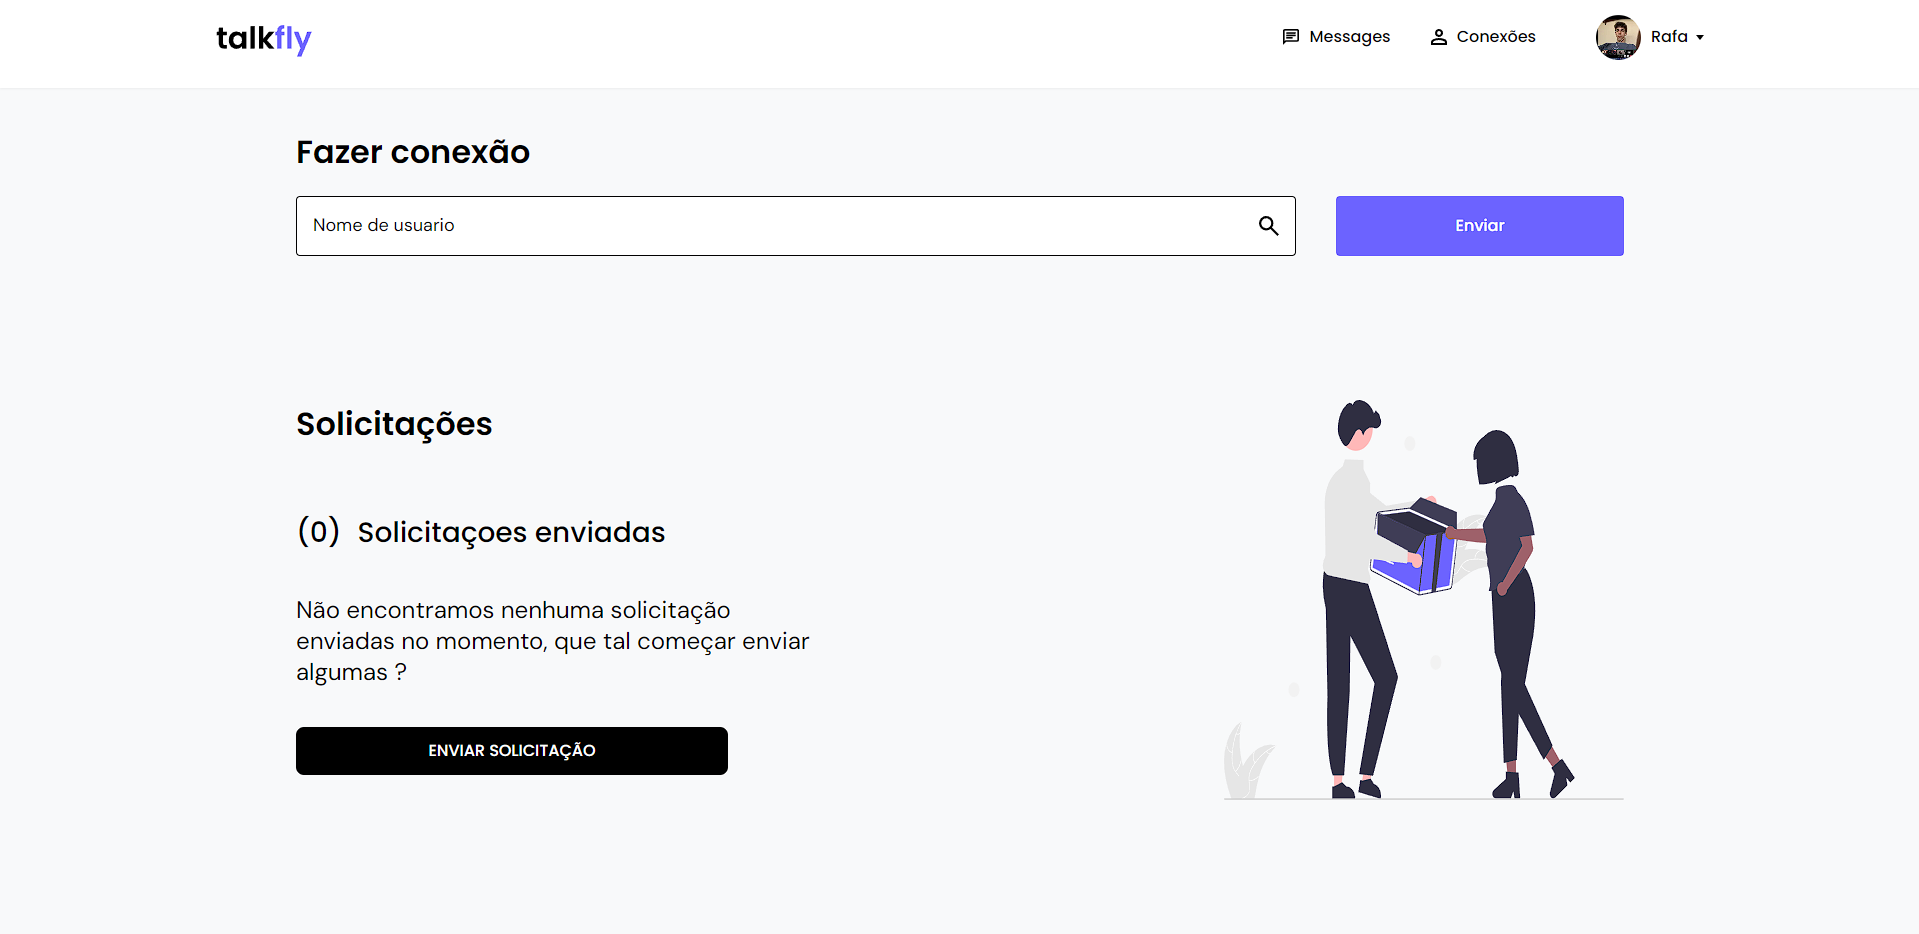 talkfly
Messages
Conexões
Rafa
Fazer conexão
Nome de usuario
Enviar
Solicitações
(0) Solicitaçoes enviadas
Não encontramos nenhuma solicitação
enviadas no momento, que tal começar enviar
algumas ?
ENVIAR SOLICITAÇÃO